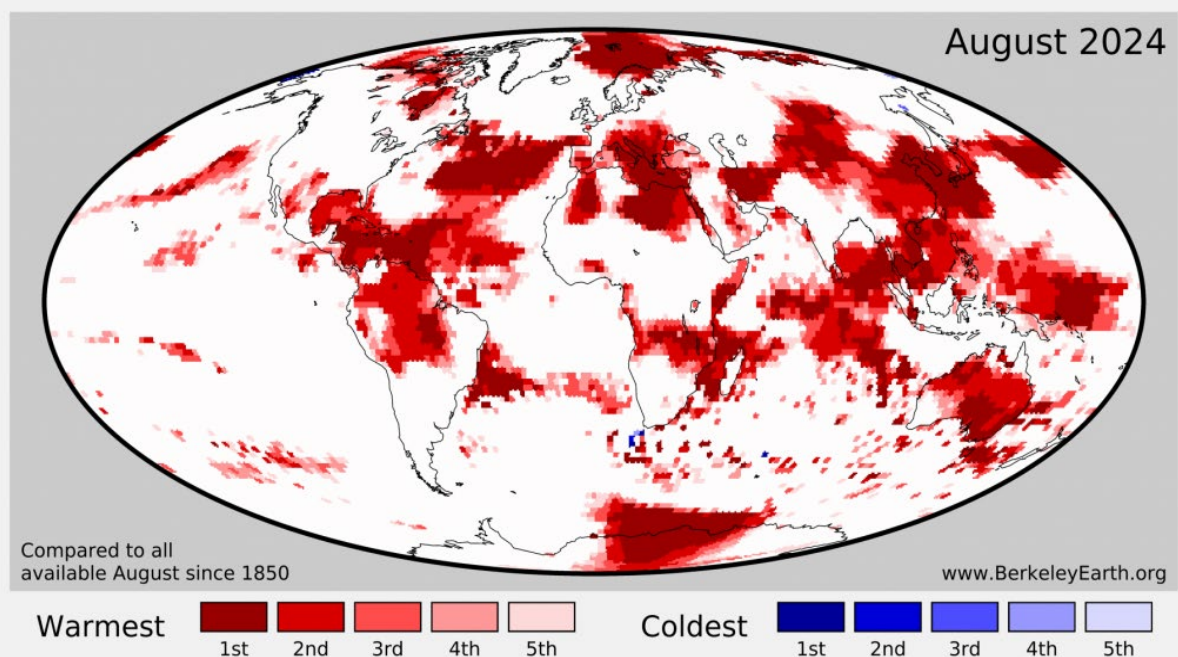 August 2024
Compared to all
available August since 1850
www.BerkeleyEarth.org
Warmest
1st 2nd 3rd 4th 5th
Coldest
1st 2nd 3rd 4th 5th